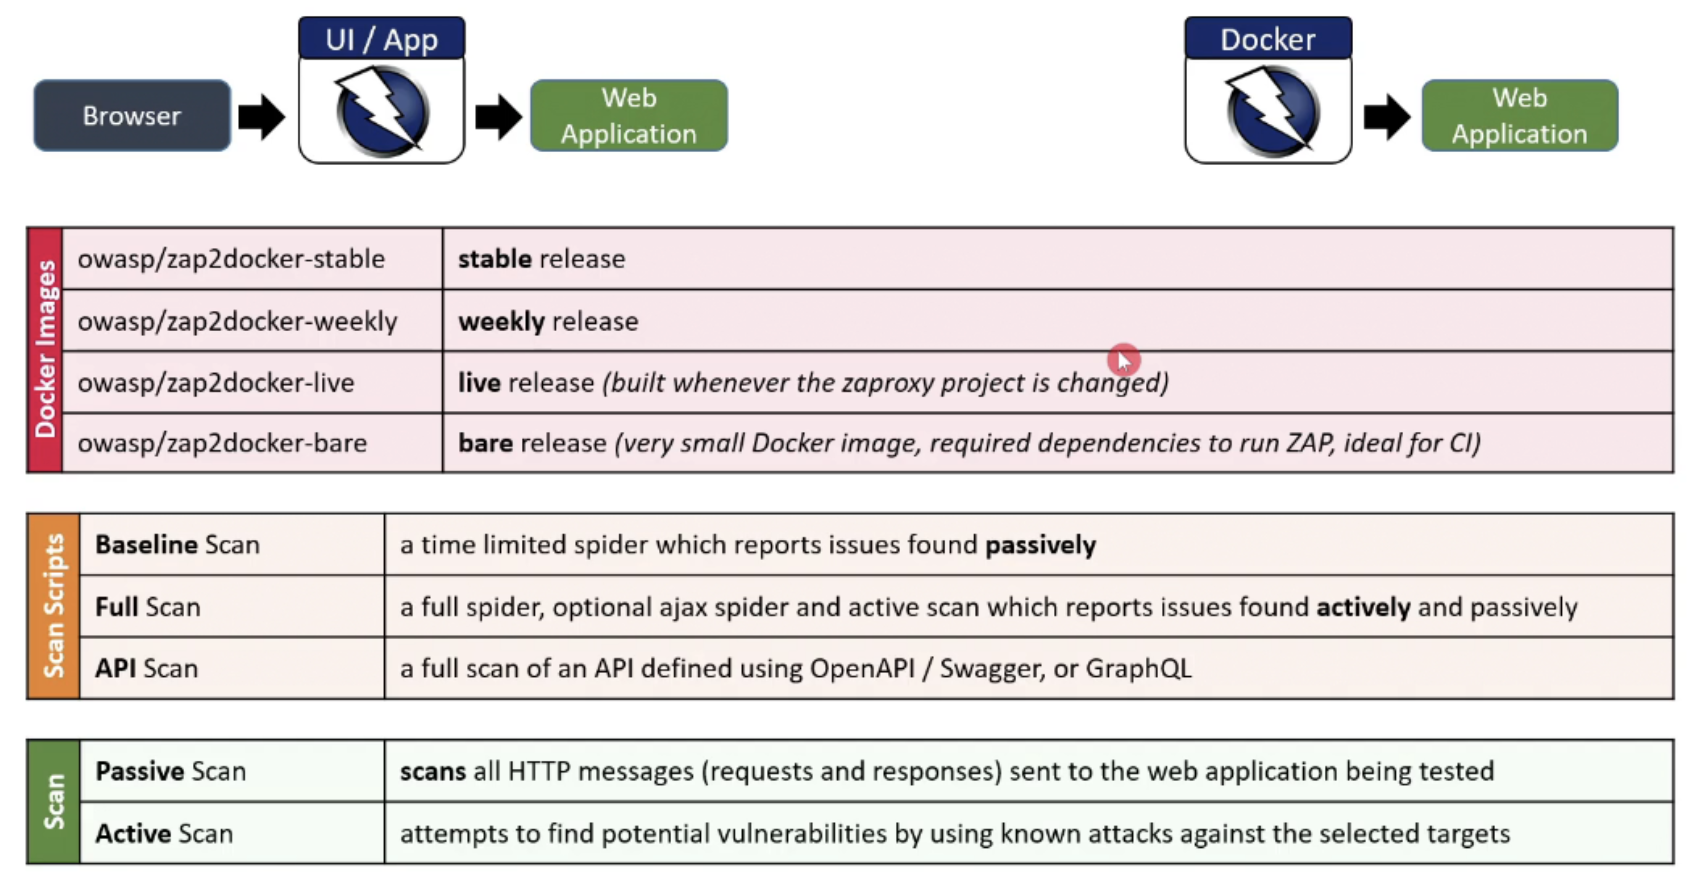 UI / App
Docker
Browser
Web
Application
Web
Application
Docker Images
owasp/zap2docker-stable
stable release
owasp/zap2docker-weekly
weekly release
owasp/zap2docker-live
live release (built whenever the zaproxy project is changed)
owasp/zap2docker-bare
bare release (very small Docker image, required dependencies to run ZAP, ideal for CI)
Scan Scripts
Baseline Scan
a time limited spider which reports issues found passively
Full Scan
a full spider, optional ajax spider and active scan which reports issues found actively and passively
API Scan
a full scan of an API defined using OpenAPI / Swagger, or GraphQL
Scan
Passive Scan
scans all HTTP messages (requests and responses) sent to the web application being tested
Active Scan
attempts to find potential vulnerabilities by using known attacks against the selected targets